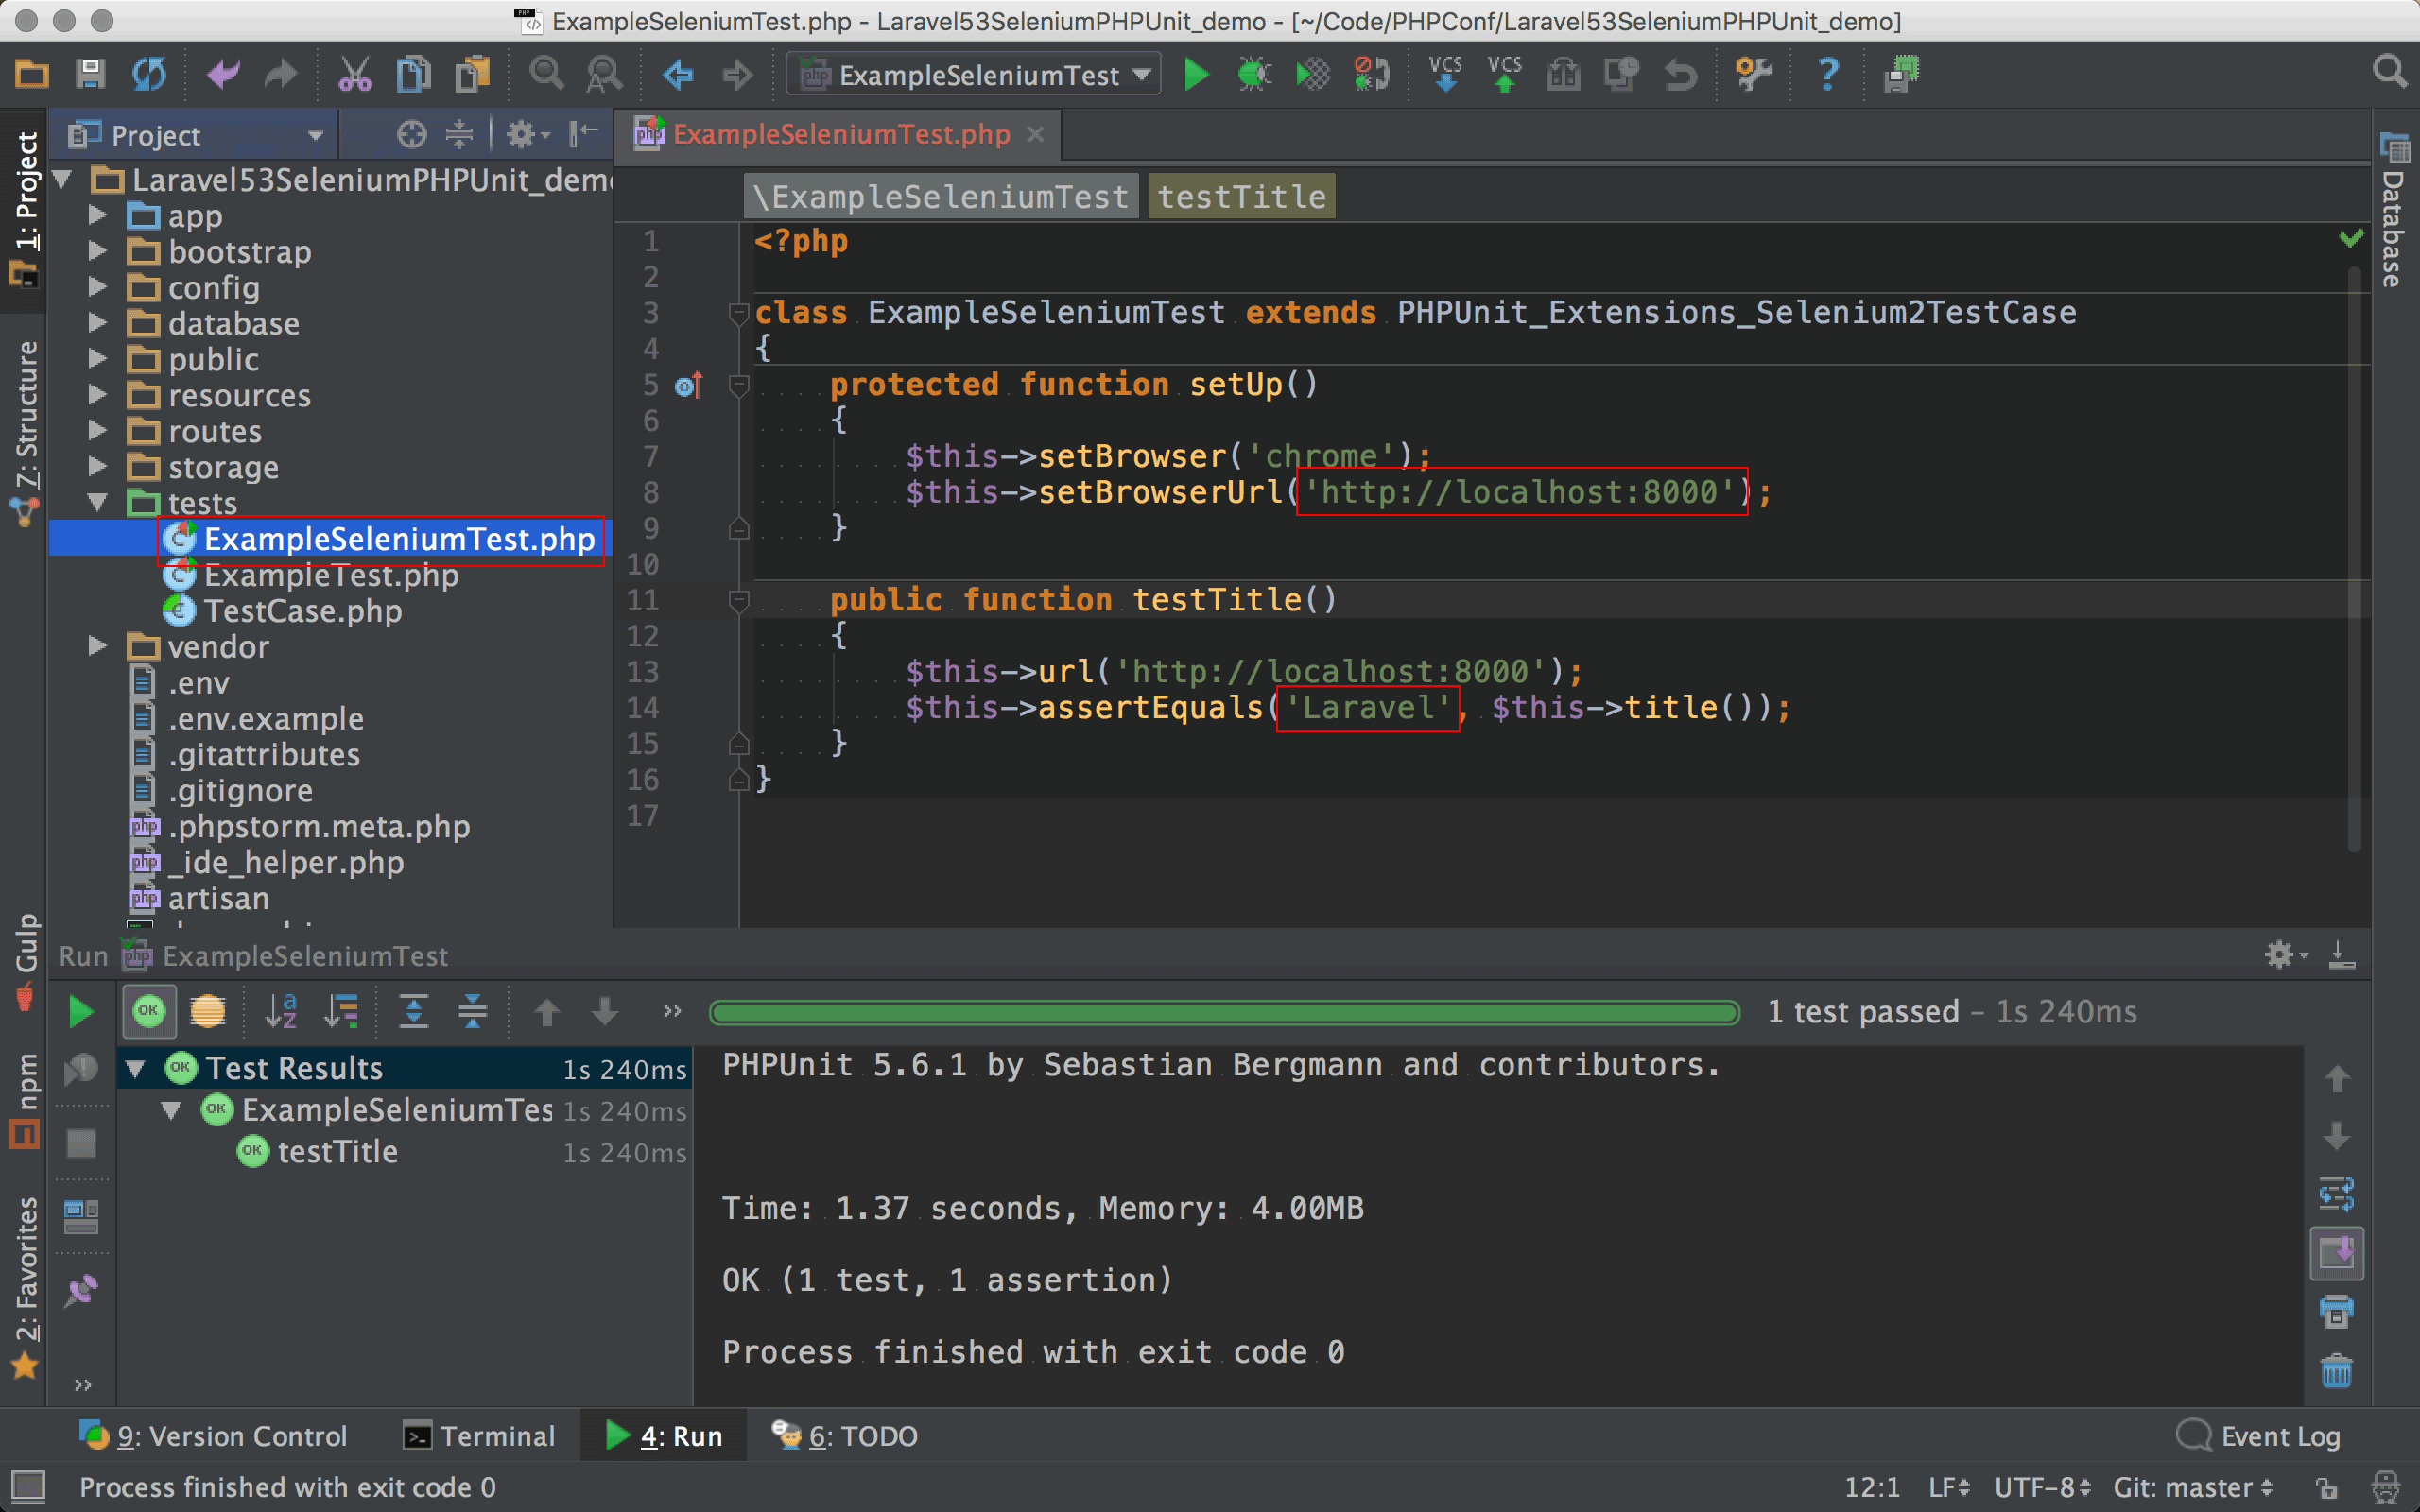 ExampleSeleniumTest.php - Laravel53SeleniumPHPUnit_demo - [~/Code/PHPConf/Laravel53SeleniumPHPUnit_demo]
ExampleSeleniumTest
VCS
VCS
Project
ExampleSeleniumTest.php
1: Project
7: Structure
Gulp
npm
2: Favorites
Database
Laravel53SeleniumPHPUnit_demo
app
bootstrap
config
database
public
resources
routes
storage
tests
ExampleSeleniumTest.php
ExampleTest.php
TestCase.php
vendor
.env
.env.example
.gitattributes
.gitignore
.phpstorm.meta.php
_ide_helper.php
artisan
\ExampleSeleniumTest testTitle
1 <?php
2
3 class ExampleSeleniumTest extends PHPUnit_Extensions_Selenium2TestCase
4 {
5 protected function setUp()
6 {
7 $this->setBrowser('chrome');
8 $this->setBrowserUrl('http://localhost:8000');
9 }
10
11 public function testTitle()
12 {
13 $this->url('http://localhost:8000');
14 $this->assertEquals('Laravel', $this->title());
15 }
16 }
17
Run ExampleSeleniumTest
1 test passed – 1s 240ms
Test Results 1s 240ms
ExampleSeleniumTes 1s 240ms
testTitle 1s 240ms
PHPUnit 5.6.1 by Sebastian Bergmann and contributors.
Time: 1.37 seconds, Memory: 4.00MB
OK (1 test, 1 assertion)
Process finished with exit code 0
9: Version Control
Terminal
4: Run
6: TODO
Event Log
Process finished with exit code 0
12:1 LF UTF-8 Git: master